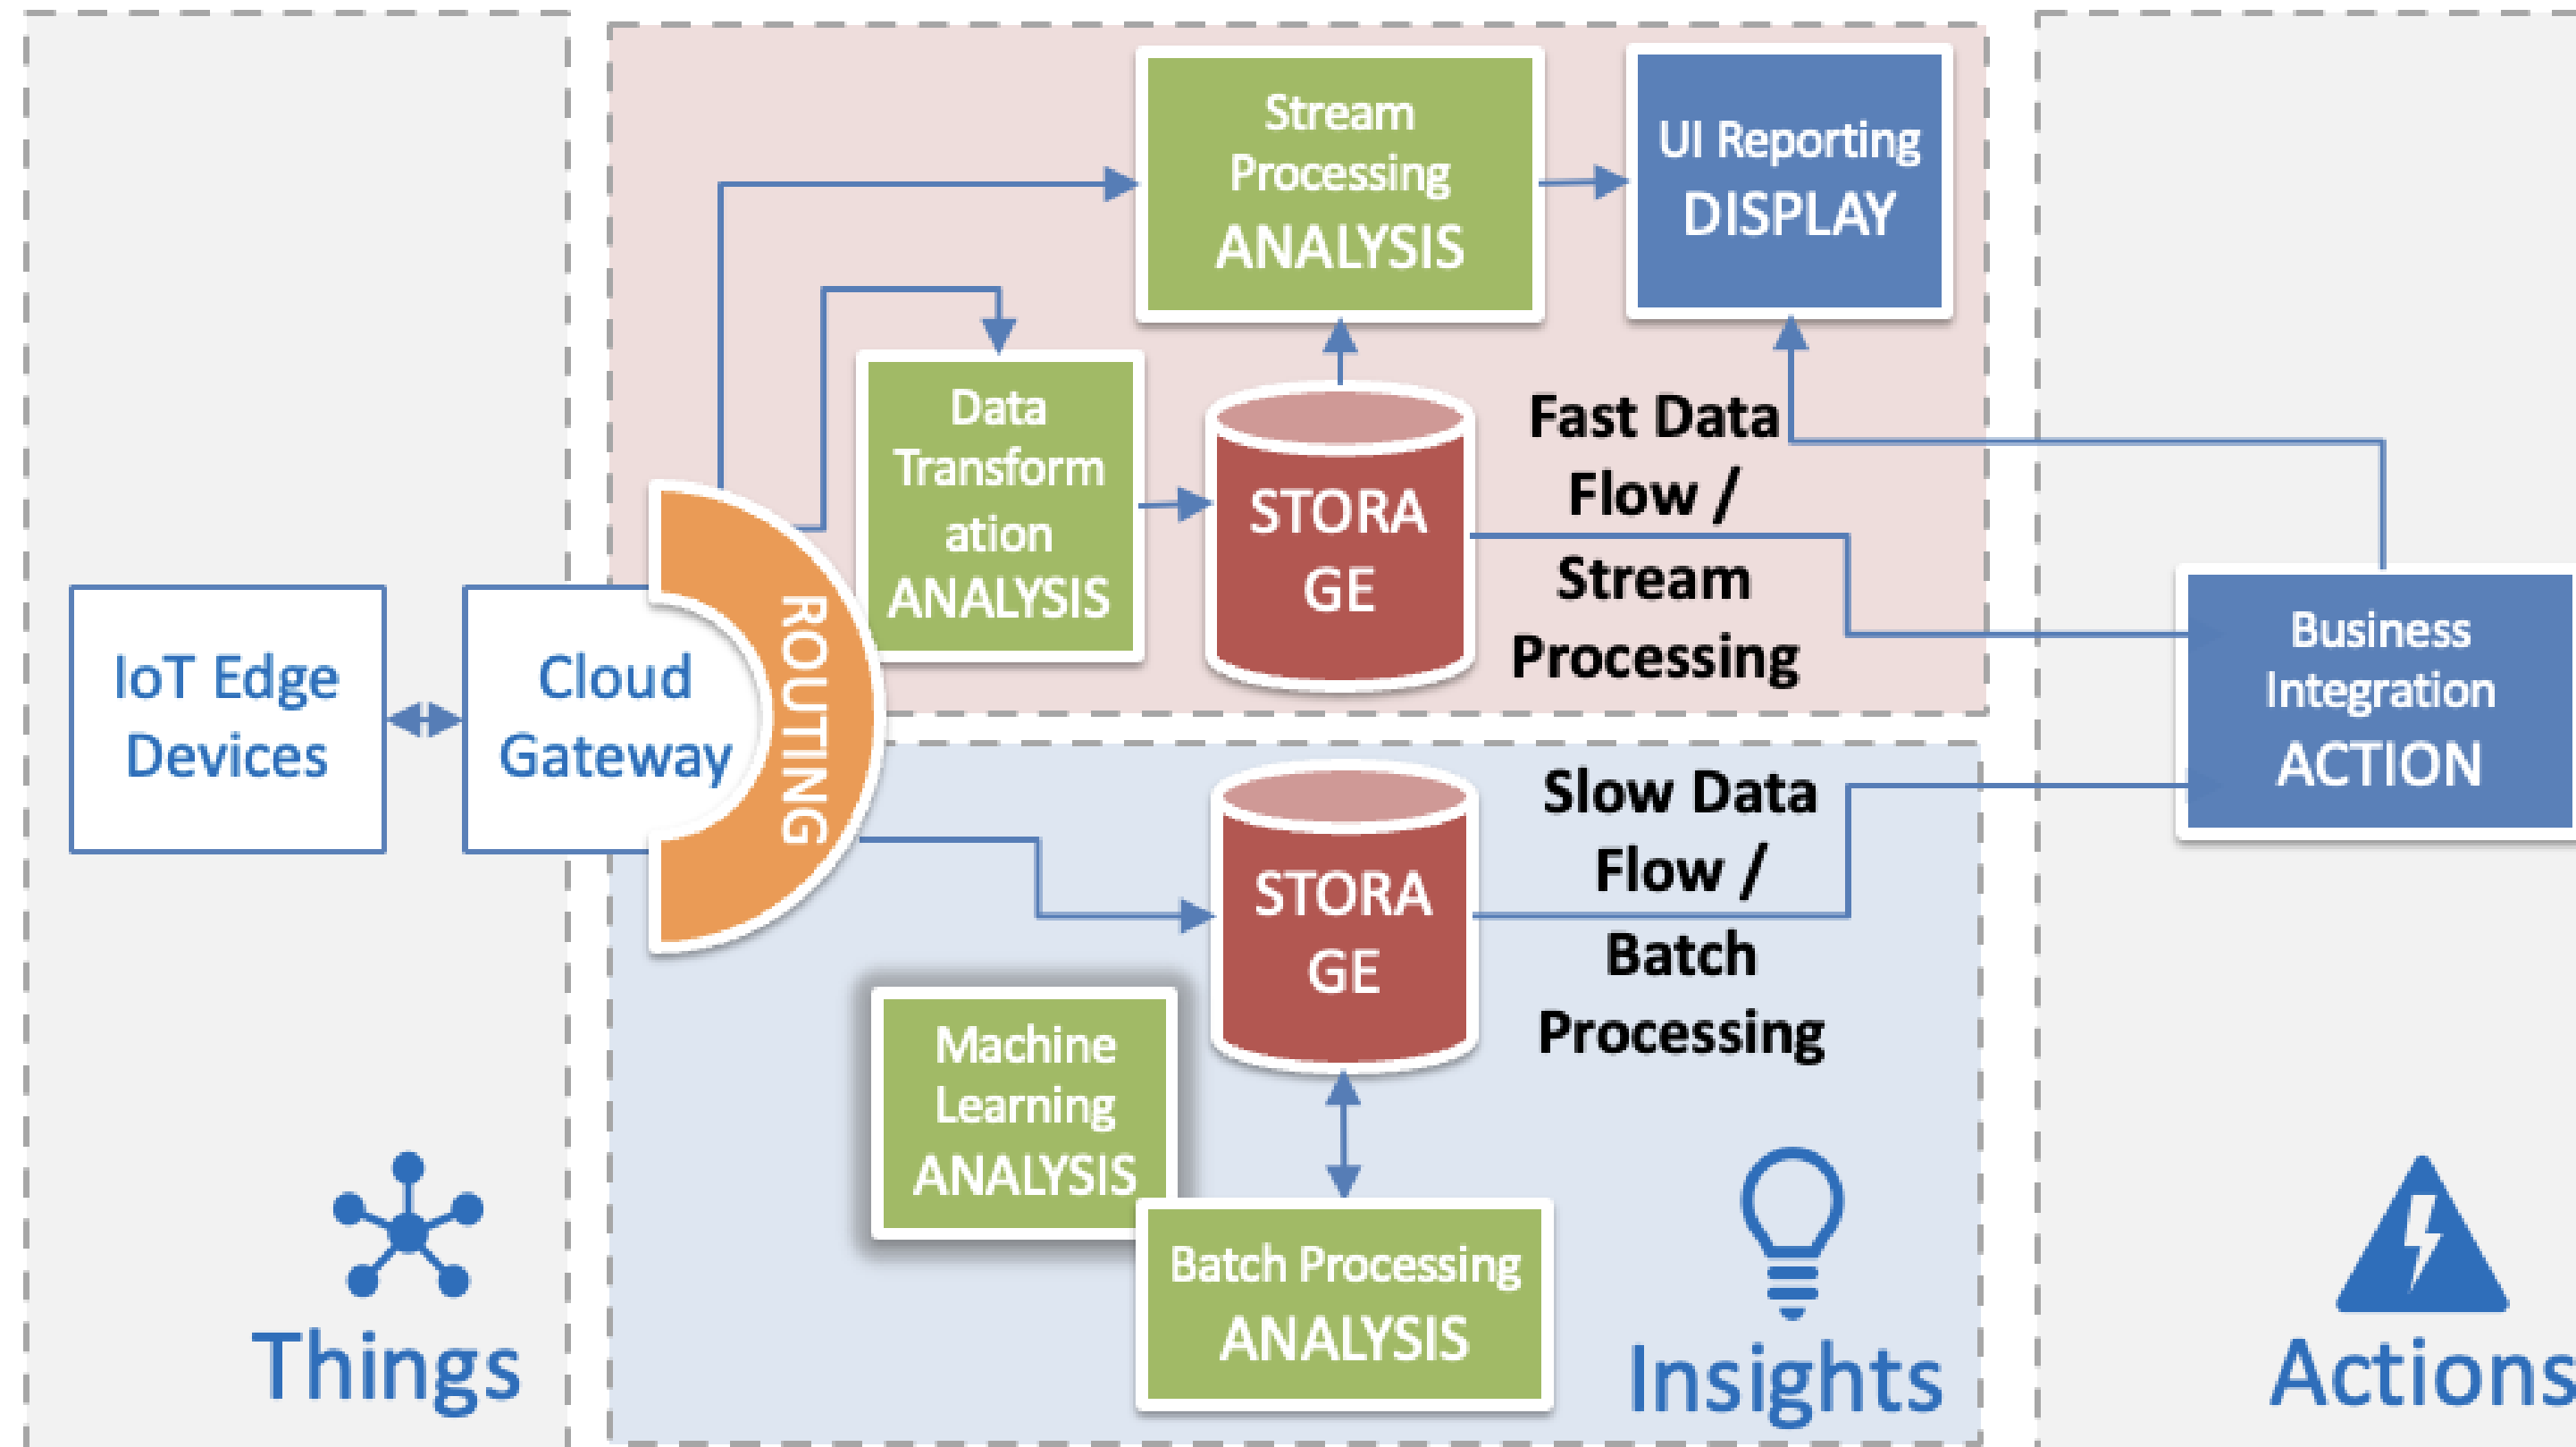 Stream
Processing
ANALYSIS
UI Reporting
DISPLAY
Data
Transform
ation
ANALYSIS
STORA
GE
Fast Data
Flow /
Stream
Processing
IoT Edge
Devices
Cloud
Gateway
ROUTING
Business
Integration
ACTION
STORA
GE
Slow Data
Flow /
Batch
Processing
Machine
Learning
ANALYSIS
Batch Processing
ANALYSIS
Things
Insights
Actions